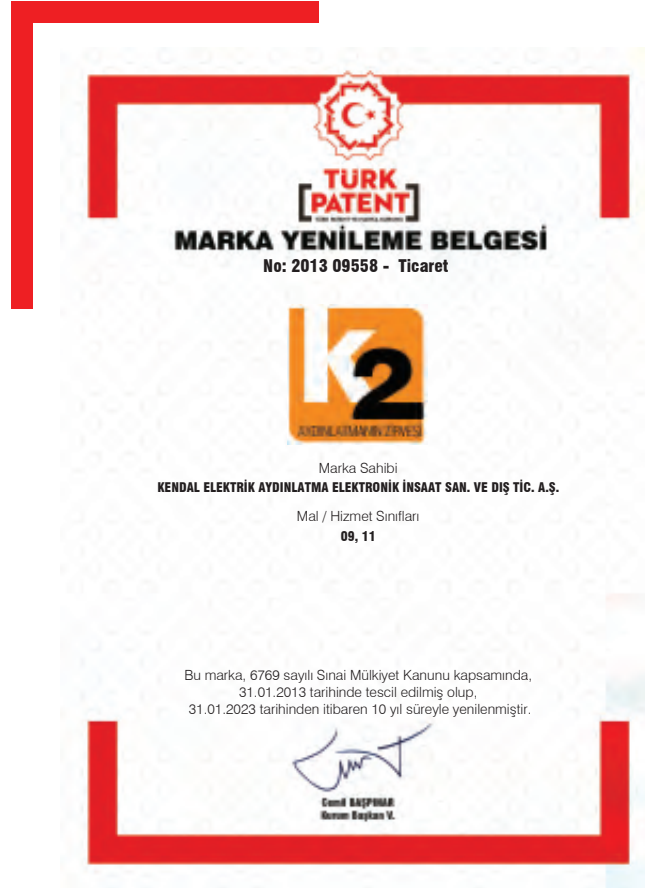 TÜRK
PATENT
MARKA YENİLEME BELGESİ
No: 2013 09558 - Ticaret
K2
AYDINLATMANIN ZİRVESİ
Marka Sahibi
KENDAL ELEKTRİK AYDINLATMA ELEKTRONİK İNSAAT SAN. VE DIŞ TİC. A.Ş.
Mal / Hizmet Sınıfları
09, 11
Bu marka, 6769 sayılı Sınai Mülkiyet Kanunu kapsamında,
31.01.2013 tarihinde tescil edilmiş olup,
31.01.2023 tarihinden itibaren 10 yıl süreyle yenilenmiştir.
Cemil BAŞPINAR
Kurum Başkan V.